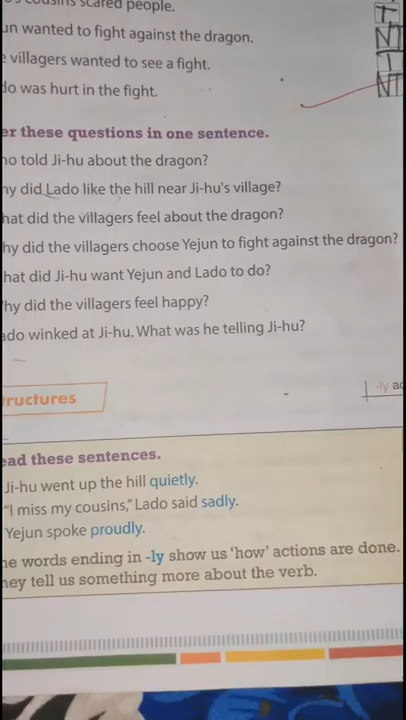 cousins scared people.
un wanted to fight against the dragon.
e villagers wanted to see a fight.
do was hurt in the fight.
T
NT
T
NT
er these questions in one sentence.
ho told Ji-hu about the dragon?
hy did Lado like the hill near Ji-hu's village?
hat did the villagers feel about the dragon?
hy did the villagers choose Yejun to fight against the dragon?
hat did Ji-hu want Yejun and Lado to do?
hy did the villagers feel happy?
ado winked at Ji-hu. What was he telling Ji-hu?
ructures
-ly ad
ead these sentences.
Ji-hu went up the hill quietly.
“I miss my cousins,” Lado said sadly.
Yejun spoke proudly.
he words ending in -ly show us ‘how’ actions are done.
hey tell us something more about the verb.